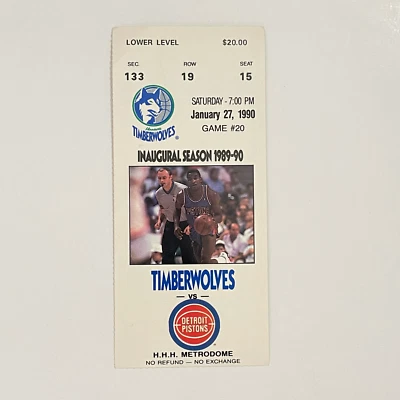 LOWER LEVEL $20.00
SEC. ROW SEAT
133 19 15
SATURDAY - 7:00 PM
January 27, 1990
GAME #20
TIMBERWOLVES ®
INAUGURAL SEASON 1989-90
TIMBERWOLVES
— VS —
DETROIT
PISTONS
H.H.H. METRODOME
NO REFUND — NO EXCHANGE